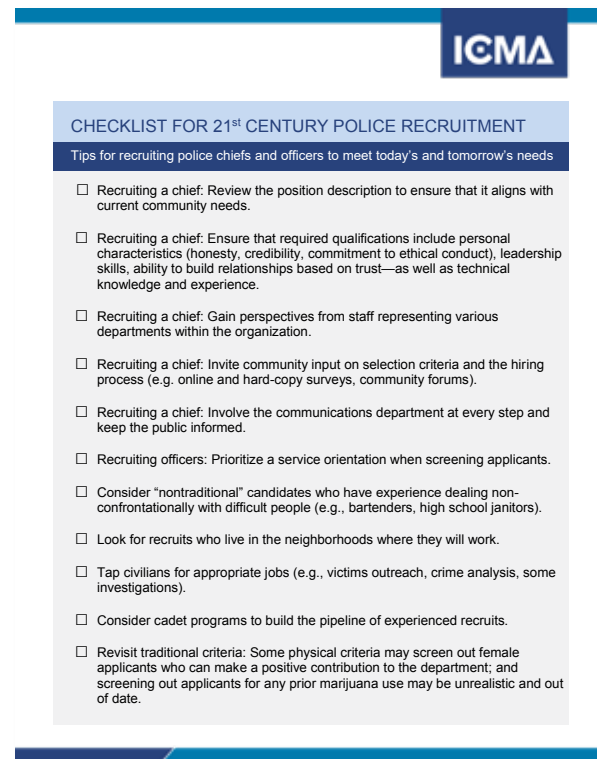 ICMA
CHECKLIST FOR 21st CENTURY POLICE RECRUITMENT
Tips for recruiting police chiefs and officers to meet today's and tomorrow's needs
☐ Recruiting a chief: Review the position description to ensure that it aligns with
current community needs.
☐ Recruiting a chief: Ensure that required qualifications include personal
characteristics (honesty, credibility, commitment to ethical conduct), leadership
skills, ability to build relationships based on trust—as well as technical
knowledge and experience.
☐ Recruiting a chief: Gain perspectives from staff representing various
departments within the organization.
☐ Recruiting a chief: Invite community input on selection criteria and the hiring
process (e.g. online and hard-copy surveys, community forums).
☐ Recruiting a chief: Involve the communications department at every step and
keep the public informed.
☐ Recruiting officers: Prioritize a service orientation when screening applicants.
☐ Consider “nontraditional” candidates who have experience dealing non-
confrontationally with difficult people (e.g., bartenders, high school janitors).
☐ Look for recruits who live in the neighborhoods where they will work.
☐ Tap civilians for appropriate jobs (e.g., victims outreach, crime analysis, some
investigations).
☐ Consider cadet programs to build the pipeline of experienced recruits.
☐ Revisit traditional criteria: Some physical criteria may screen out female
applicants who can make a positive contribution to the department; and
screening out applicants for any prior marijuana use may be unrealistic and out
of date.